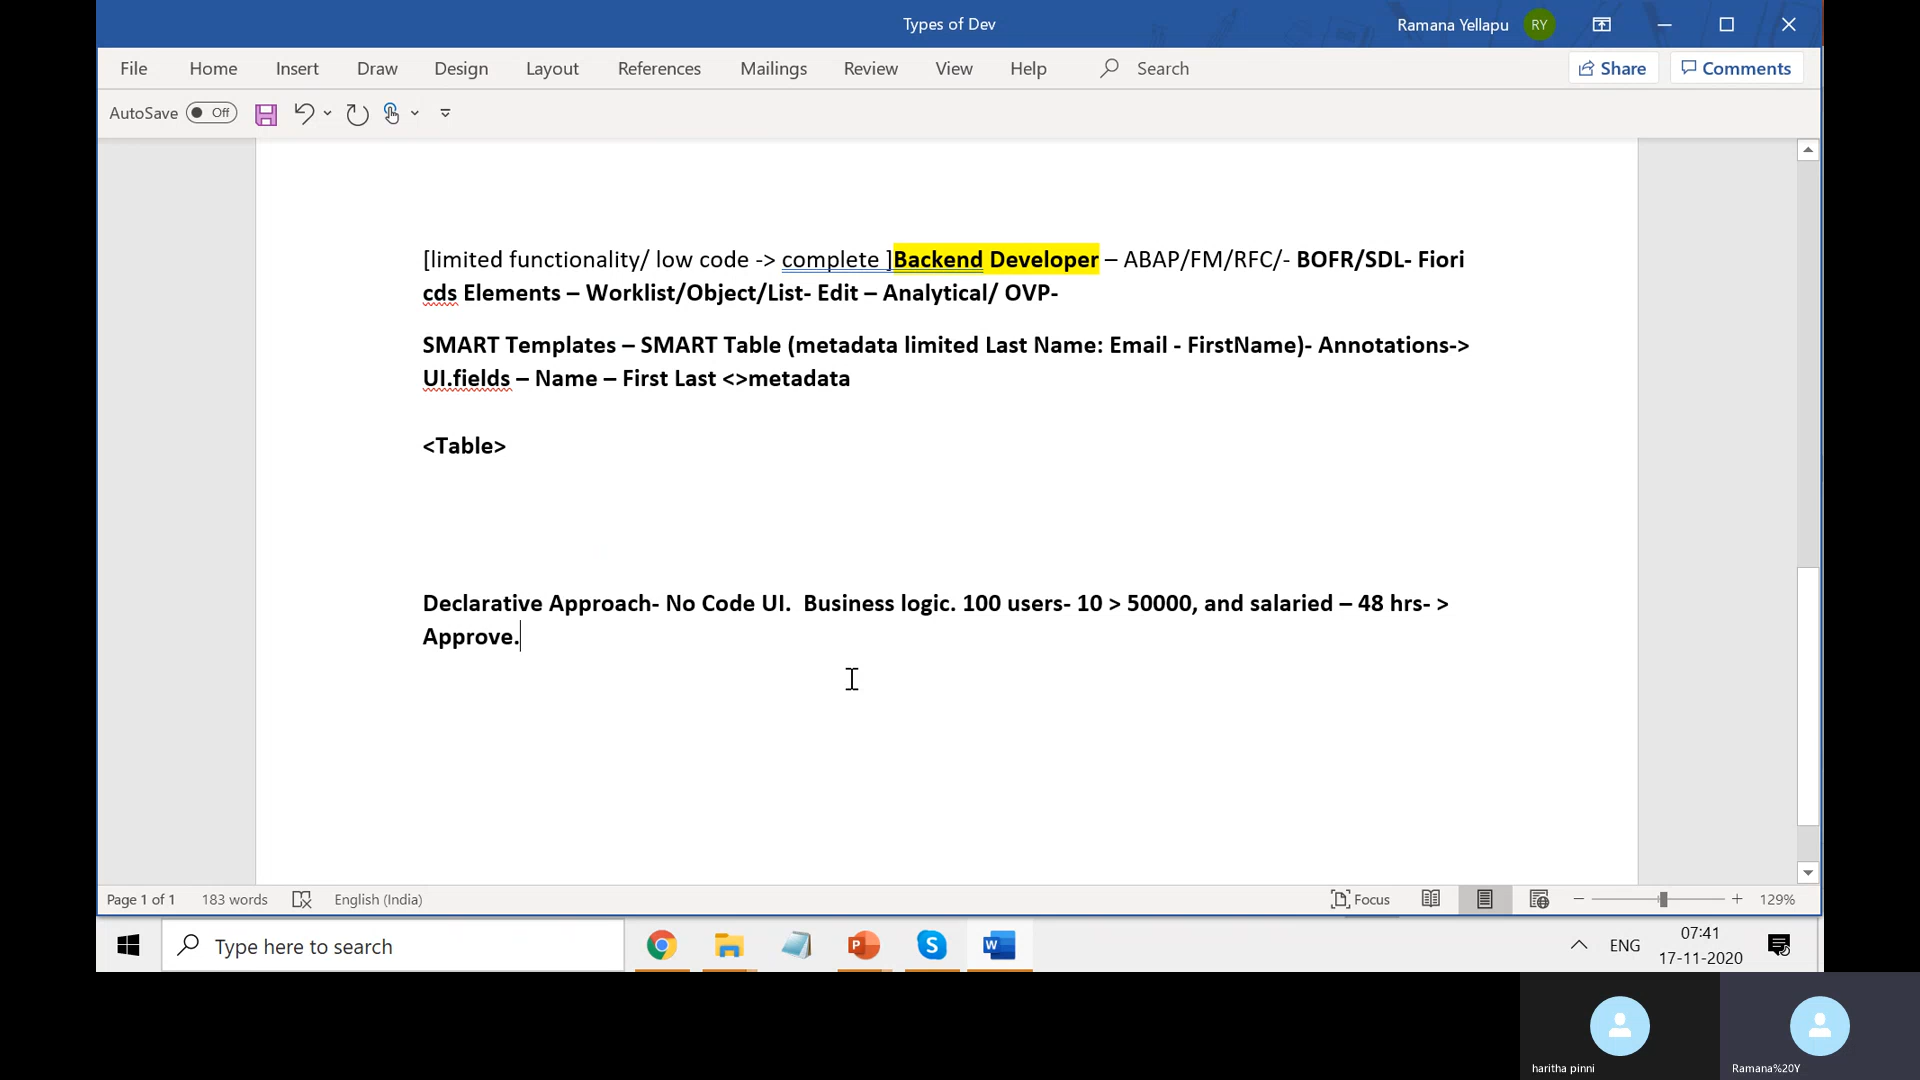 Types of Dev
Ramana Yellapu
RY
File Home Insert Draw Design Layout References Mailings Review View Help Search
Share Comments
AutoSave Off
[limited functionality/ low code -> complete ]Backend Developer – ABAP/FM/RFC/- BOFR/SDL- Fiori
cds Elements – Worklist/Object/List- Edit – Analytical/ OVP-
SMART Templates – SMART Table (metadata limited Last Name: Email - FirstName)- Annotations->
UI.fields – Name – First Last <>metadata
<Table>
Declarative Approach- No Code UI.  Business logic. 100 users- 10 > 50000, and salaried – 48 hrs- >
Approve.
Page 1 of 1 183 words English (India) Focus 129%
Type here to search
ENG
07:41
17-11-2020
haritha pinni
Ramana%20Y